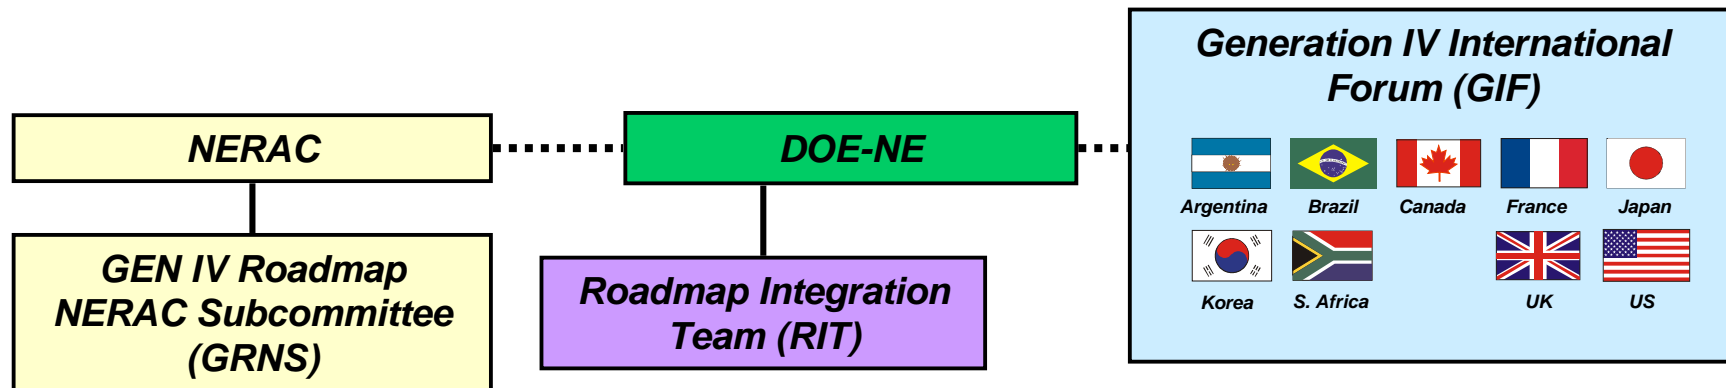 Generation IV International
Forum (GIF)
NERAC
DOE-NE
Argentina
Brazil
Canada
France
Japan
GEN IV Roadmap
NERAC Subcommittee
(GRNS)
Roadmap Integration
Team (RIT)
Korea
S. Africa
UK
US